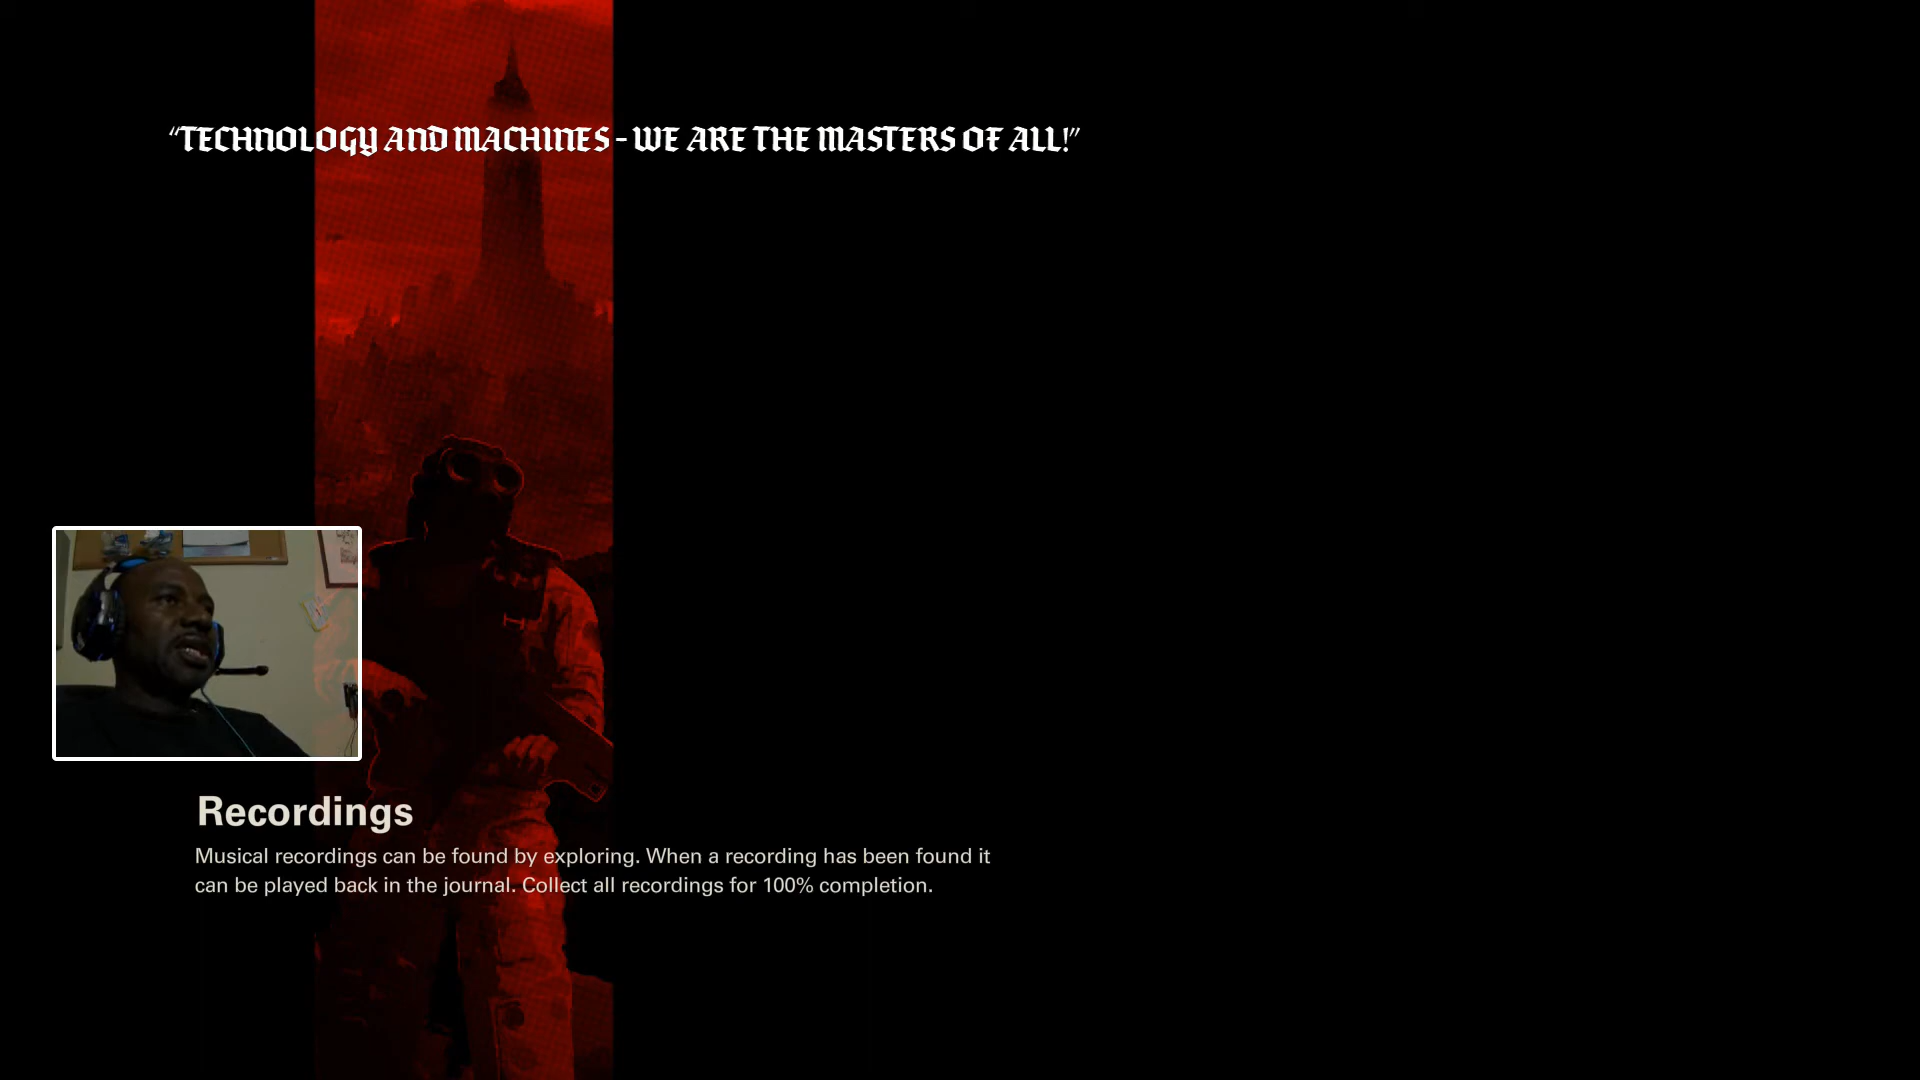 “TECHNOLOGY AND MACHINES - WE ARE THE MASTERS OF ALL!”
Recordings
Musical recordings can be found by exploring. When a recording has been found it
can be played back in the journal. Collect all recordings for 100% completion.